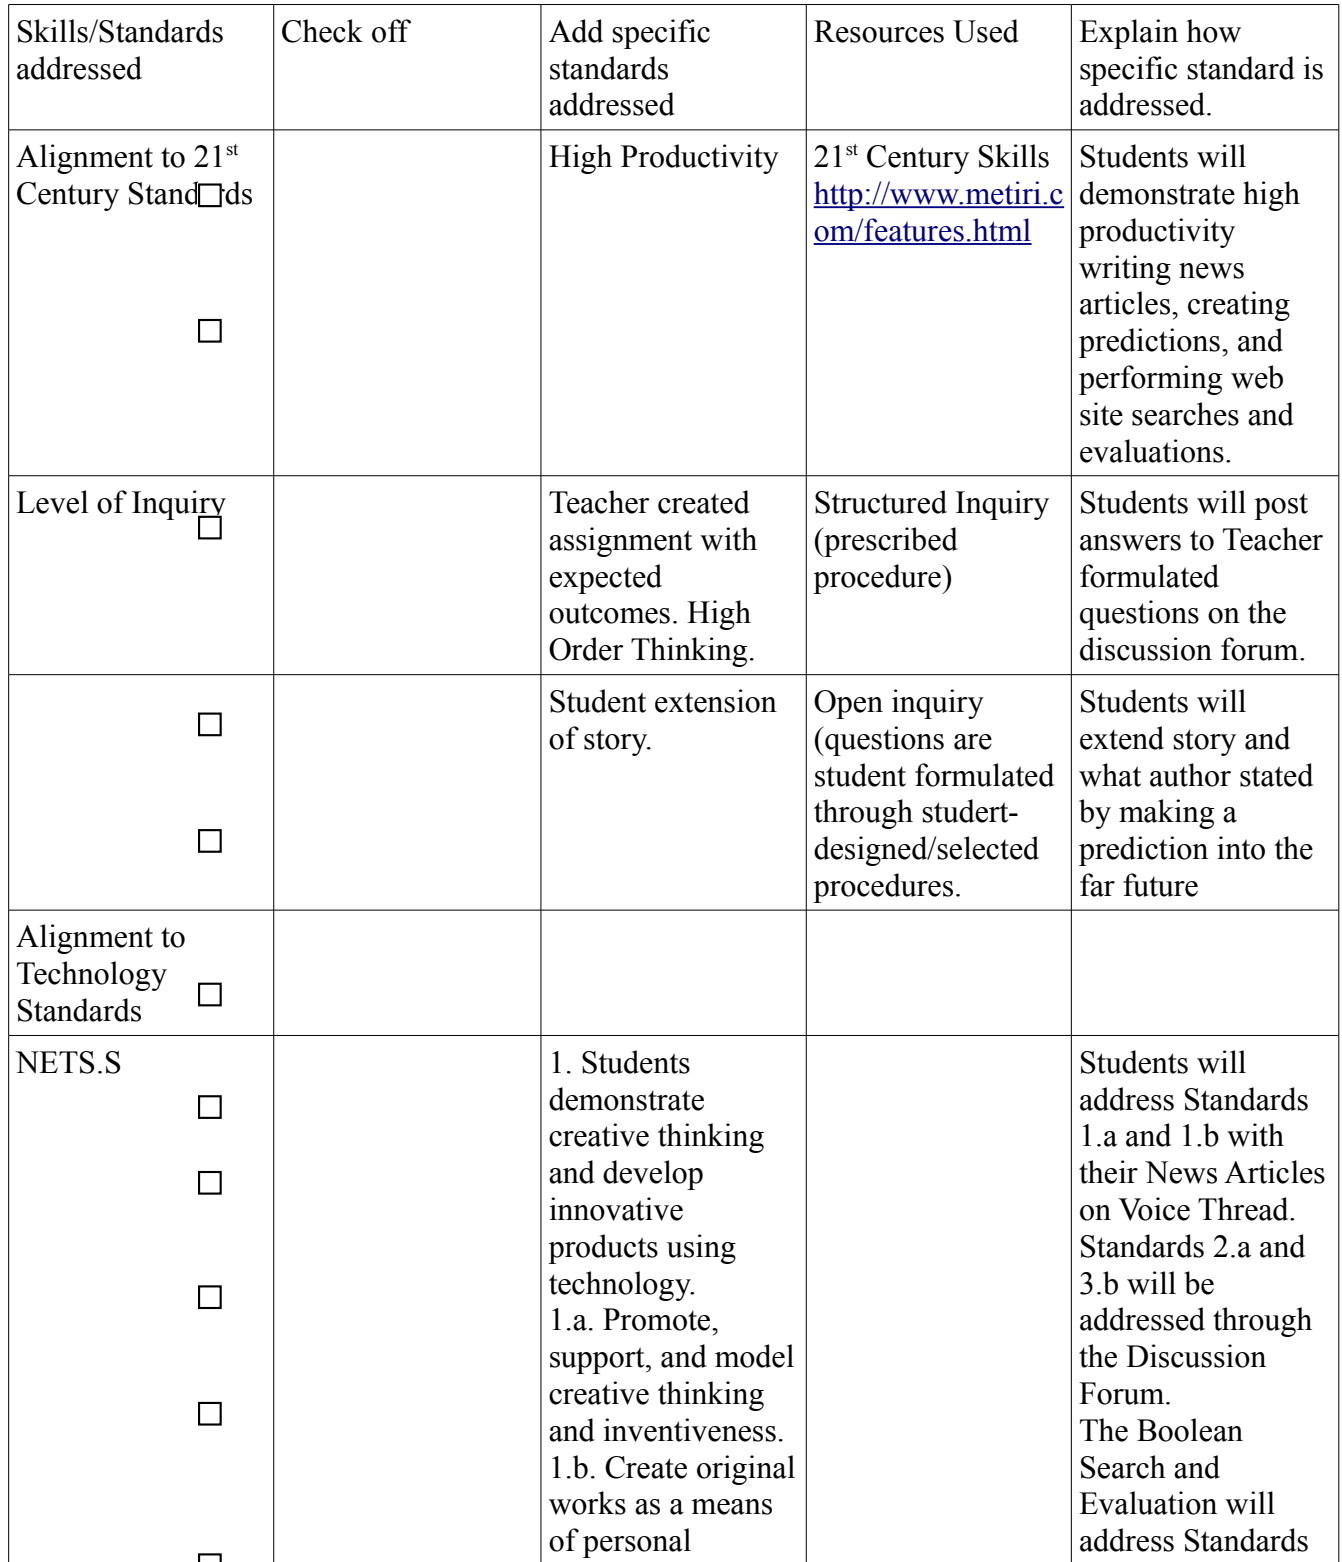 Skills/Standards
addressed
Check off
Add specific
standards
addressed
Resources Used
Explain how
specific standard is
addressed.
Alignment to 21st
Century Stand ds
High Productivity
21st Century Skills
http://www.metiri.c
om/features.html
Students will
demonstrate high
productivity
writing news
articles, creating
predictions, and
performing web
site searches and
evaluations.
Level of Inquiry
Teacher created
assignment with
expected
outcomes. High
Order Thinking.
Structured Inquiry
(prescribed
procedure)
Students will post
answers to Teacher
formulated
questions on the
discussion forum.
Student extension
of story.
Open inquiry
(questions are
student formulated
through studert-
designed/selected
procedures.
Students will
extend story and
what author stated
by making a
prediction into the
far future
Alignment to
Technology
Standards
NETS.S
1. Students
demonstrate
creative thinking
and develop
innovative
products using
technology.
1.a. Promote,
support, and model
creative thinking
and inventiveness.
1.b. Create original
works as a means
of personal
Students will
address Standards
1.a and 1.b with
their News Articles
on Voice Thread.
Standards 2.a and
3.b will be
addressed through
the Discussion
Forum.
The Boolean
Search and
Evaluation will
address Standards